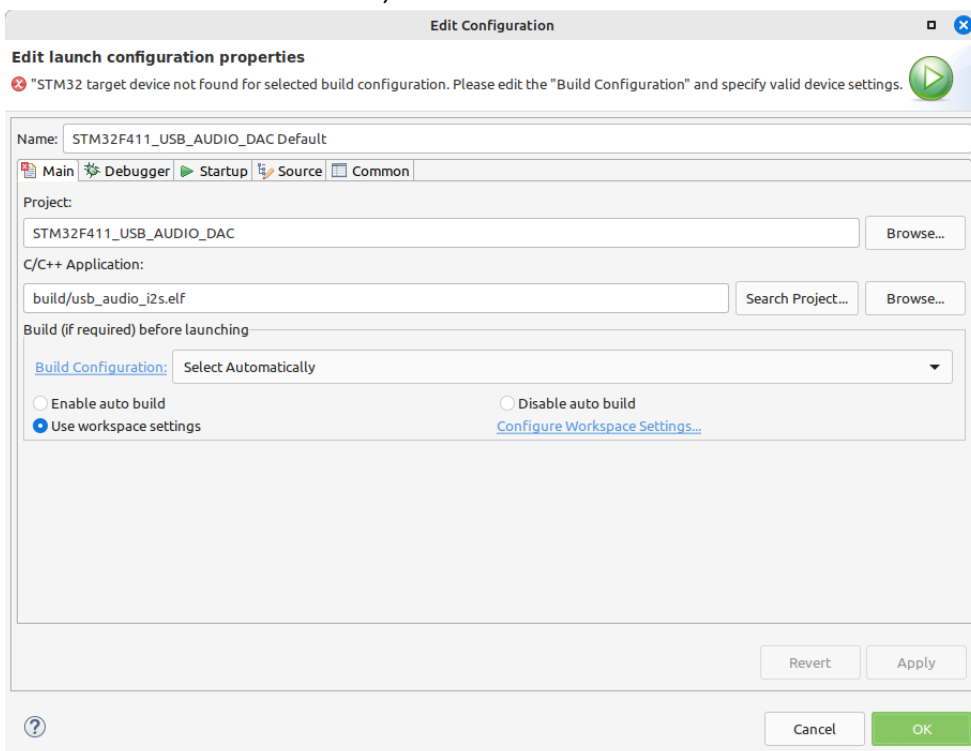 Edit Configuration
Edit launch configuration properties
"STM32 target device not found for selected build configuration. Please edit the "Build Configuration" and specify valid device settings.
Name: STM32F411_USB_AUDIO_DAC Default
Main Debugger Startup Source Common
Project:
STM32F411_USB_AUDIO_DAC Browse...
C/C++ Application:
build/usb_audio_i2s.elf Search Project... Browse...
Build (if required) before launching
Build Configuration: Select Automatically
Enable auto build Disable auto build
Use workspace settings Configure Workspace Settings...
Revert Apply
? Cancel OK